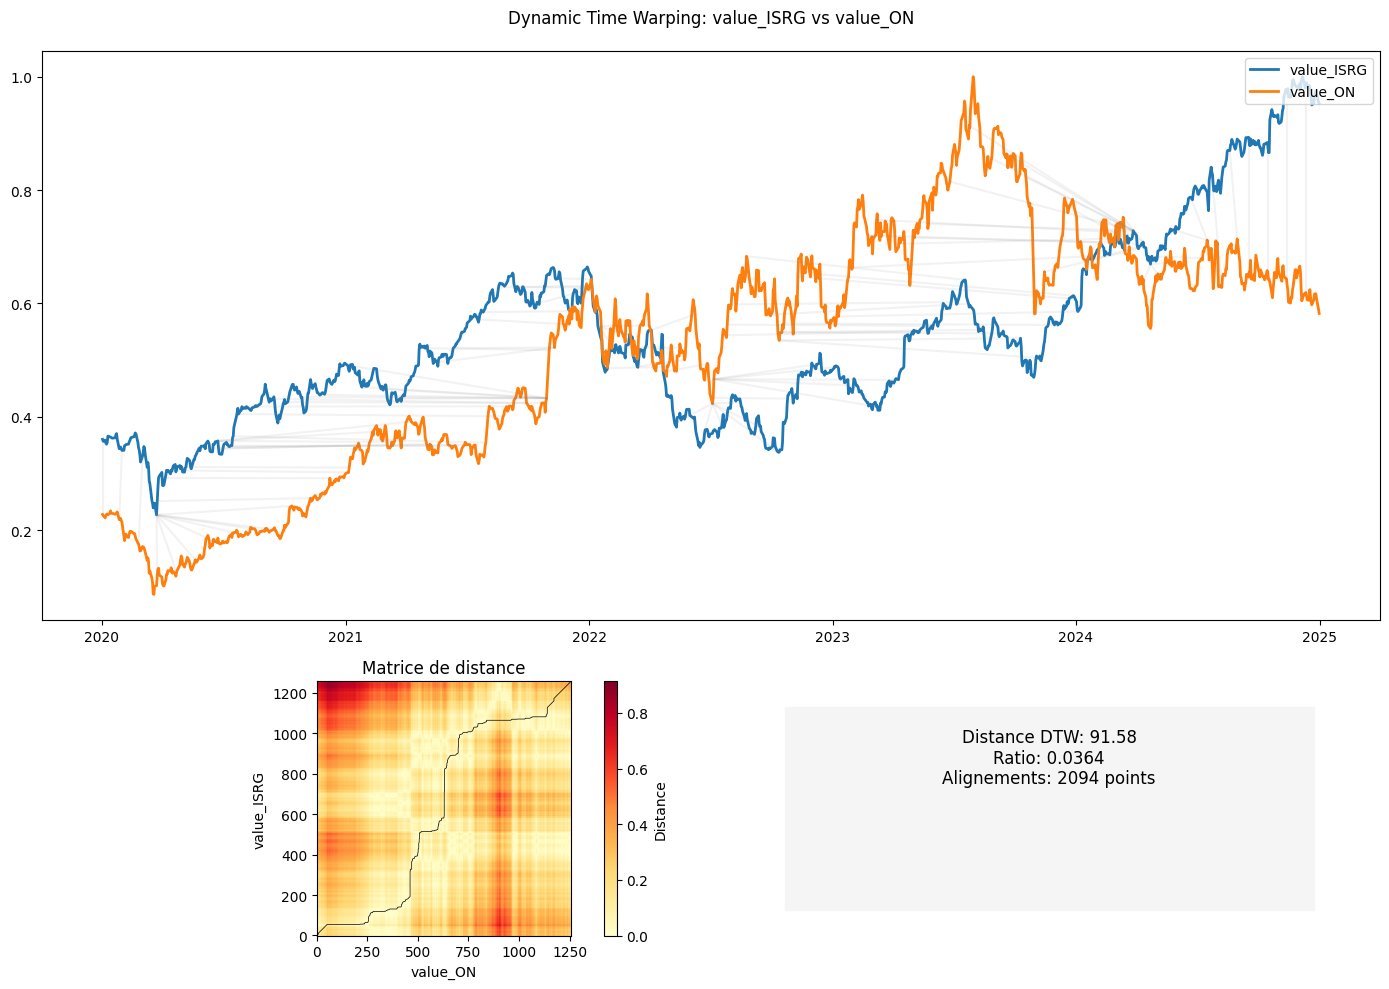 Dynamic Time Warping: value_ISRG vs value_ON
value_ISRG
value_ON
1.0
0.8
0.6
0.4
0.2
2020 2021 2022 2023 2024 2025
Matrice de distance
value_ISRG
1200
1000
800
600
400
200
0
0 250 500 750 1000 1250
value_ON
0.8
0.6
0.4
0.2
0.0
Distance
Distance DTW: 91.58
Ratio: 0.0364
Alignements: 2094 points